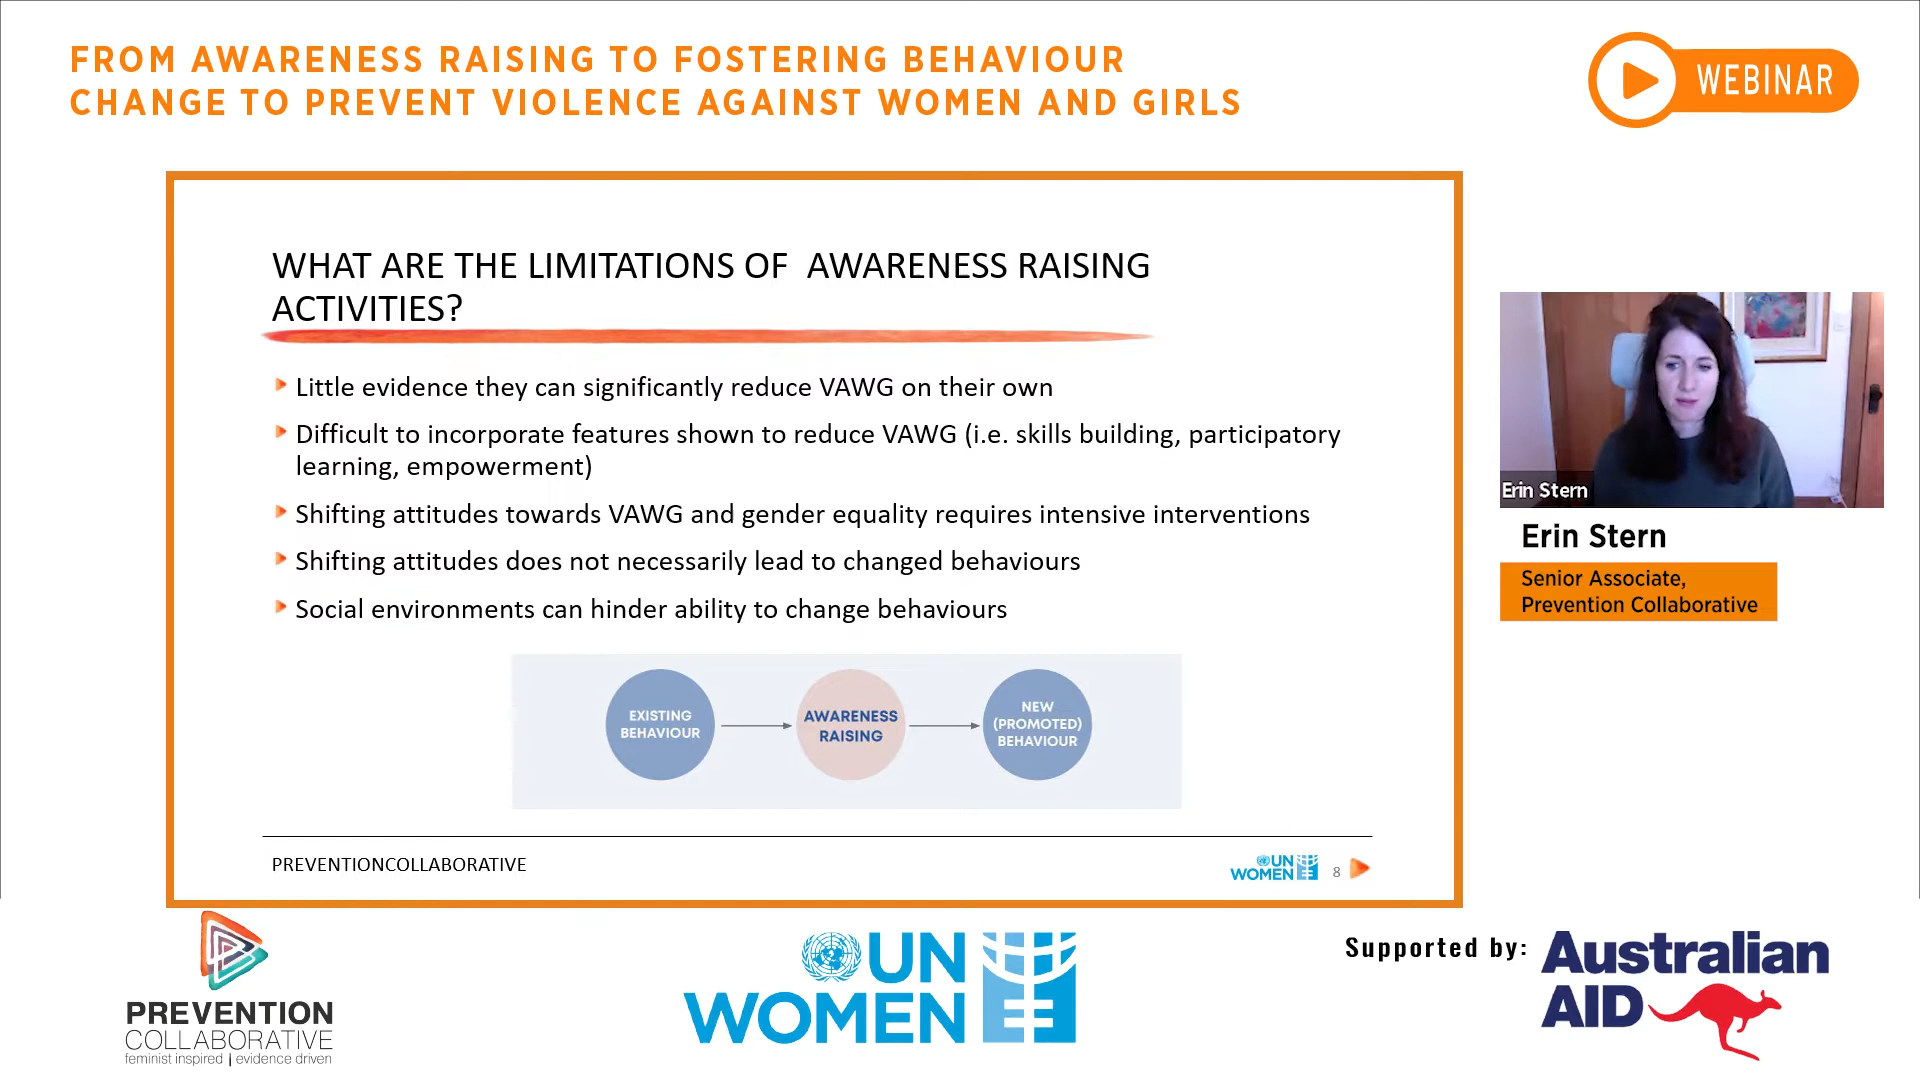 FROM AWARENESS RAISING TO FOSTERING BEHAVIOUR
CHANGE TO PREVENT VIOLENCE AGAINST WOMEN AND GIRLS
WEBINAR
WHAT ARE THE LIMITATIONS OF AWARENESS RAISING
ACTIVITIES?
Little evidence they can significantly reduce VAWG on their own
Difficult to incorporate features shown to reduce VAWG (i.e. skills building, participatory
learning, empowerment)
Shifting attitudes towards VAWG and gender equality requires intensive interventions
Shifting attitudes does not necessarily lead to changed behaviours
Social environments can hinder ability to change behaviours
EXISTING
BEHAVIOUR
AWARENESS
RAISING
NEW
(PROMOTED)
BEHAVIOUR
PREVENTIONCOLLABORATIVE
UN
WOMEN
8
Erin Stern
Erin Stern
Senior Associate,
Prevention Collaborative
PREVENTION
COLLABORATIVE
feminist inspired | evidence driven
UN
WOMEN
Supported by:
Australian
AID